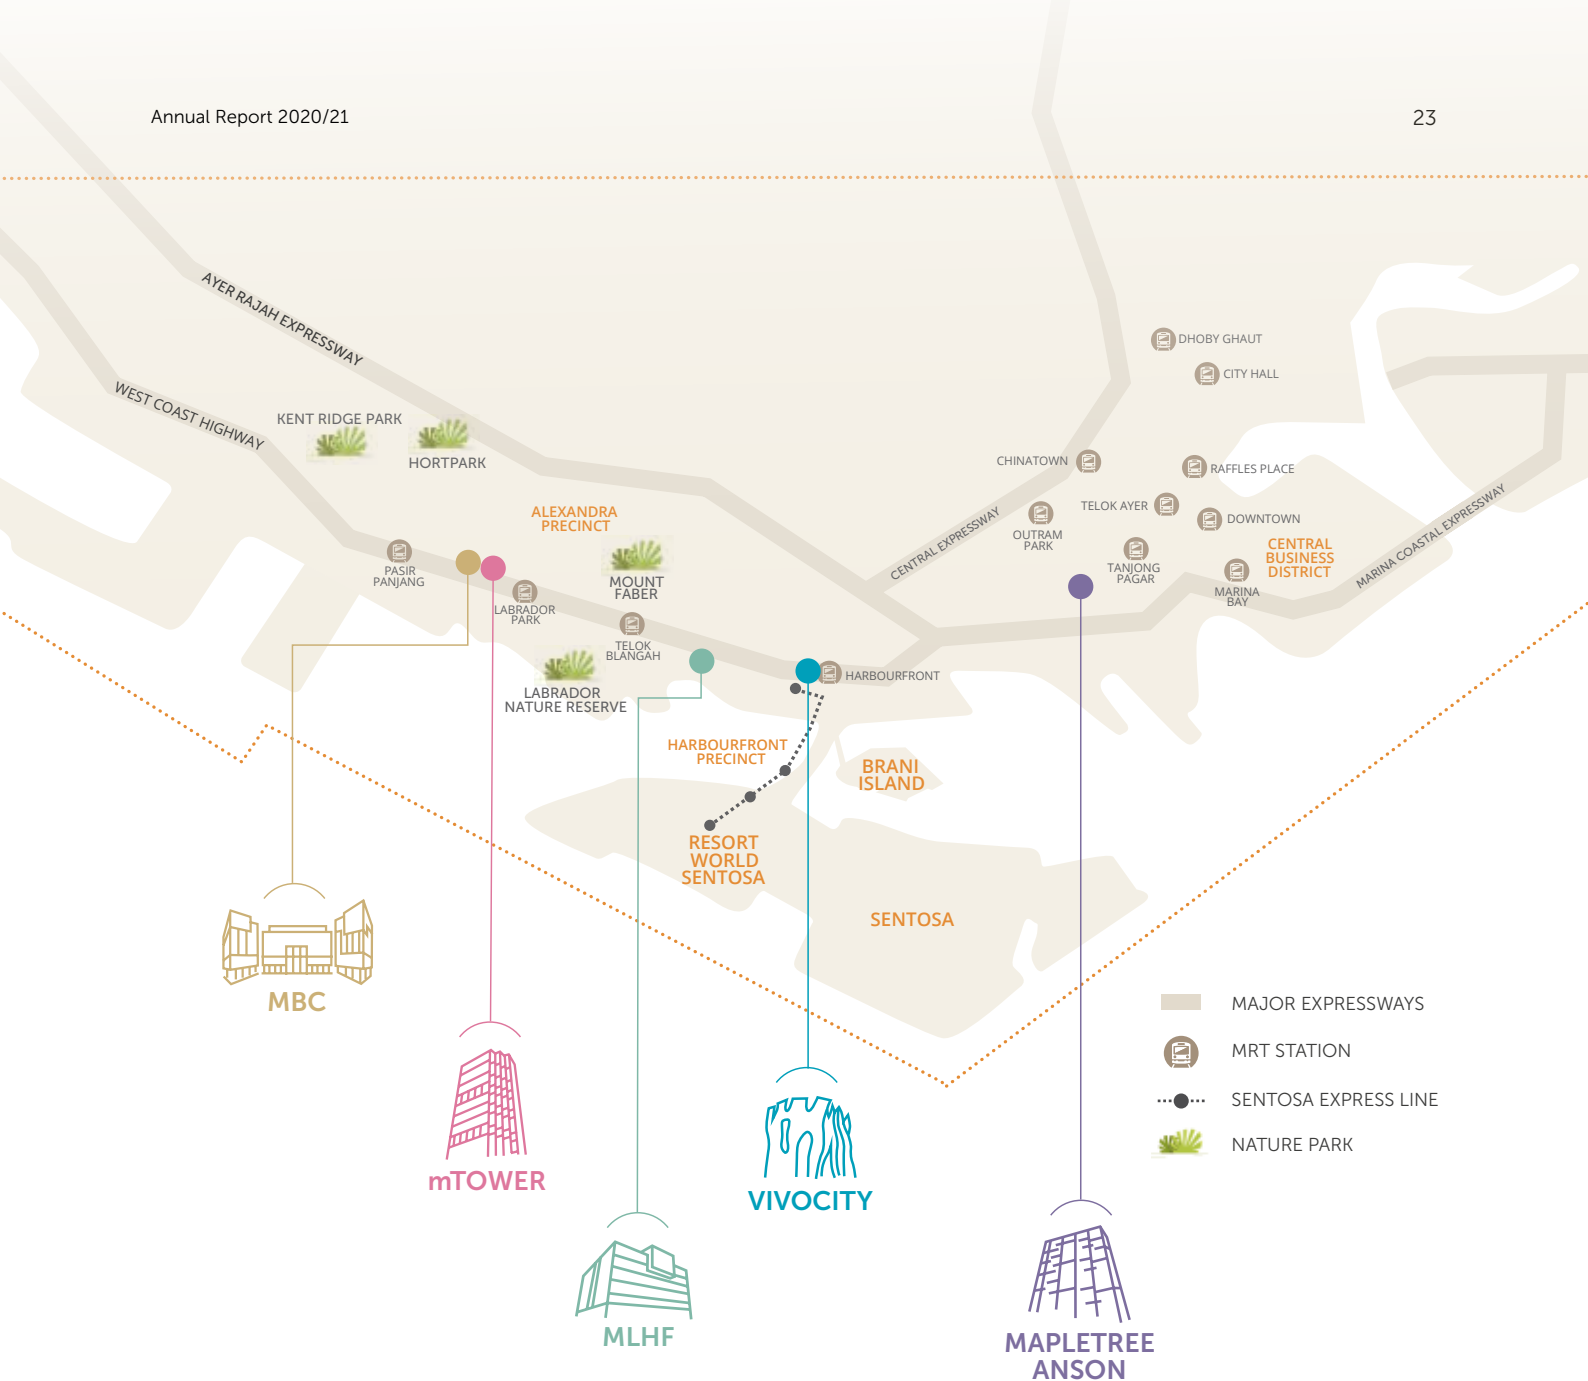 Annual Report 2020/21
23
AYER RAJAH EXPRESSWAY
WEST COAST HIGHWAY
KENT RIDGE PARK
HORTPARK
DHOBY GHAUT
CITY HALL
CHINATOWN
RAFFLES PLACE
TELOK AYER
DOWNTOWN
OUTRAM
PARK
CENTRAL EXPRESSWAY
MARINA COASTAL EXPRESSWAY
ALEXANDRA
PRECINCT
CENTRAL
BUSINESS
DISTRICT
TANJONG
PAGAR
MARINA
BAY
PASIR
PANJANG
MOUNT
FABER
LABRADOR
PARK
TELOK
BLANGAH
HARBOURFRONT
LABRADOR
NATURE RESERVE
HARBOURFRONT
PRECINCT
BRANI
ISLAND
RESORT
WORLD
SENTOSA
SENTOSA
MBC
mTOWER
MLHF
VIVOCITY
MAPLETREE
ANSON
MAJOR EXPRESSWAYS
MRT STATION
SENTOSA EXPRESS LINE
NATURE PARK